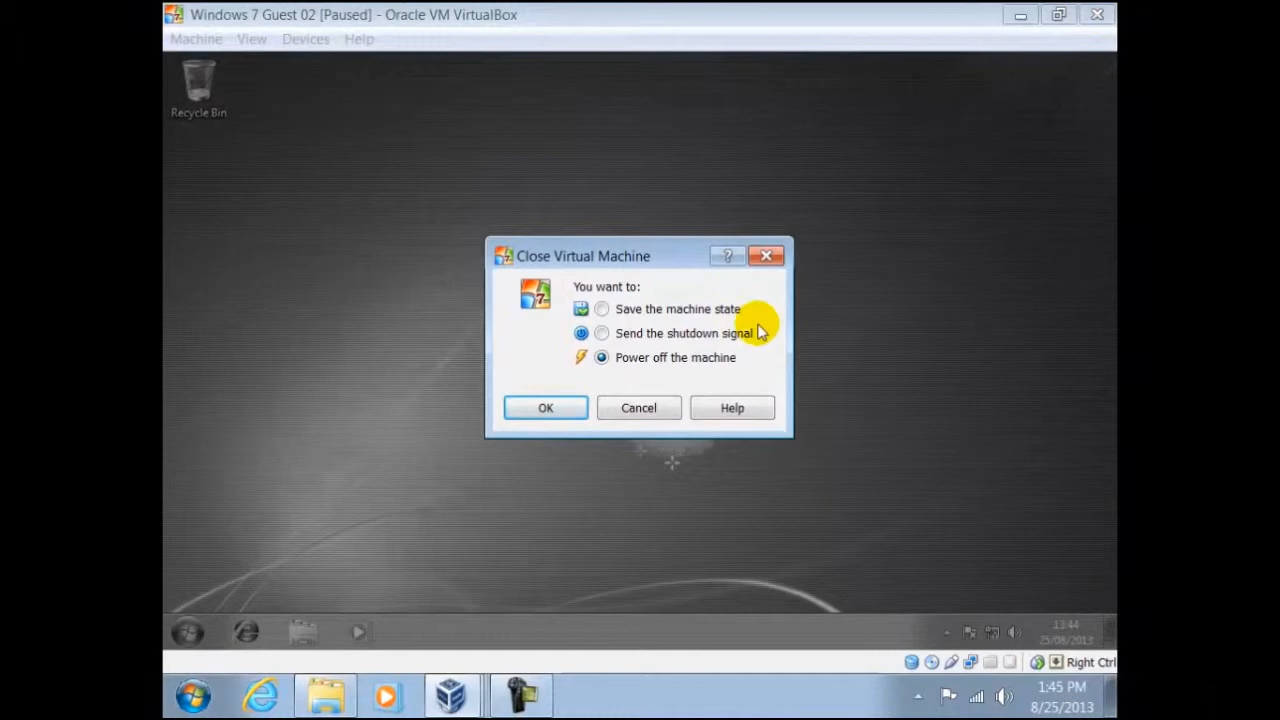 Windows 7 Guest 02 [Paused] - Oracle VM VirtualBox
Machine View Devices Help
Recycle Bin
Close Virtual Machine
You want to:
Save the machine state
Send the shutdown signal
Power off the machine
OK Cancel Help
13:44
25/08/2013
Right Ctrl
1:45 PM
8/25/2013